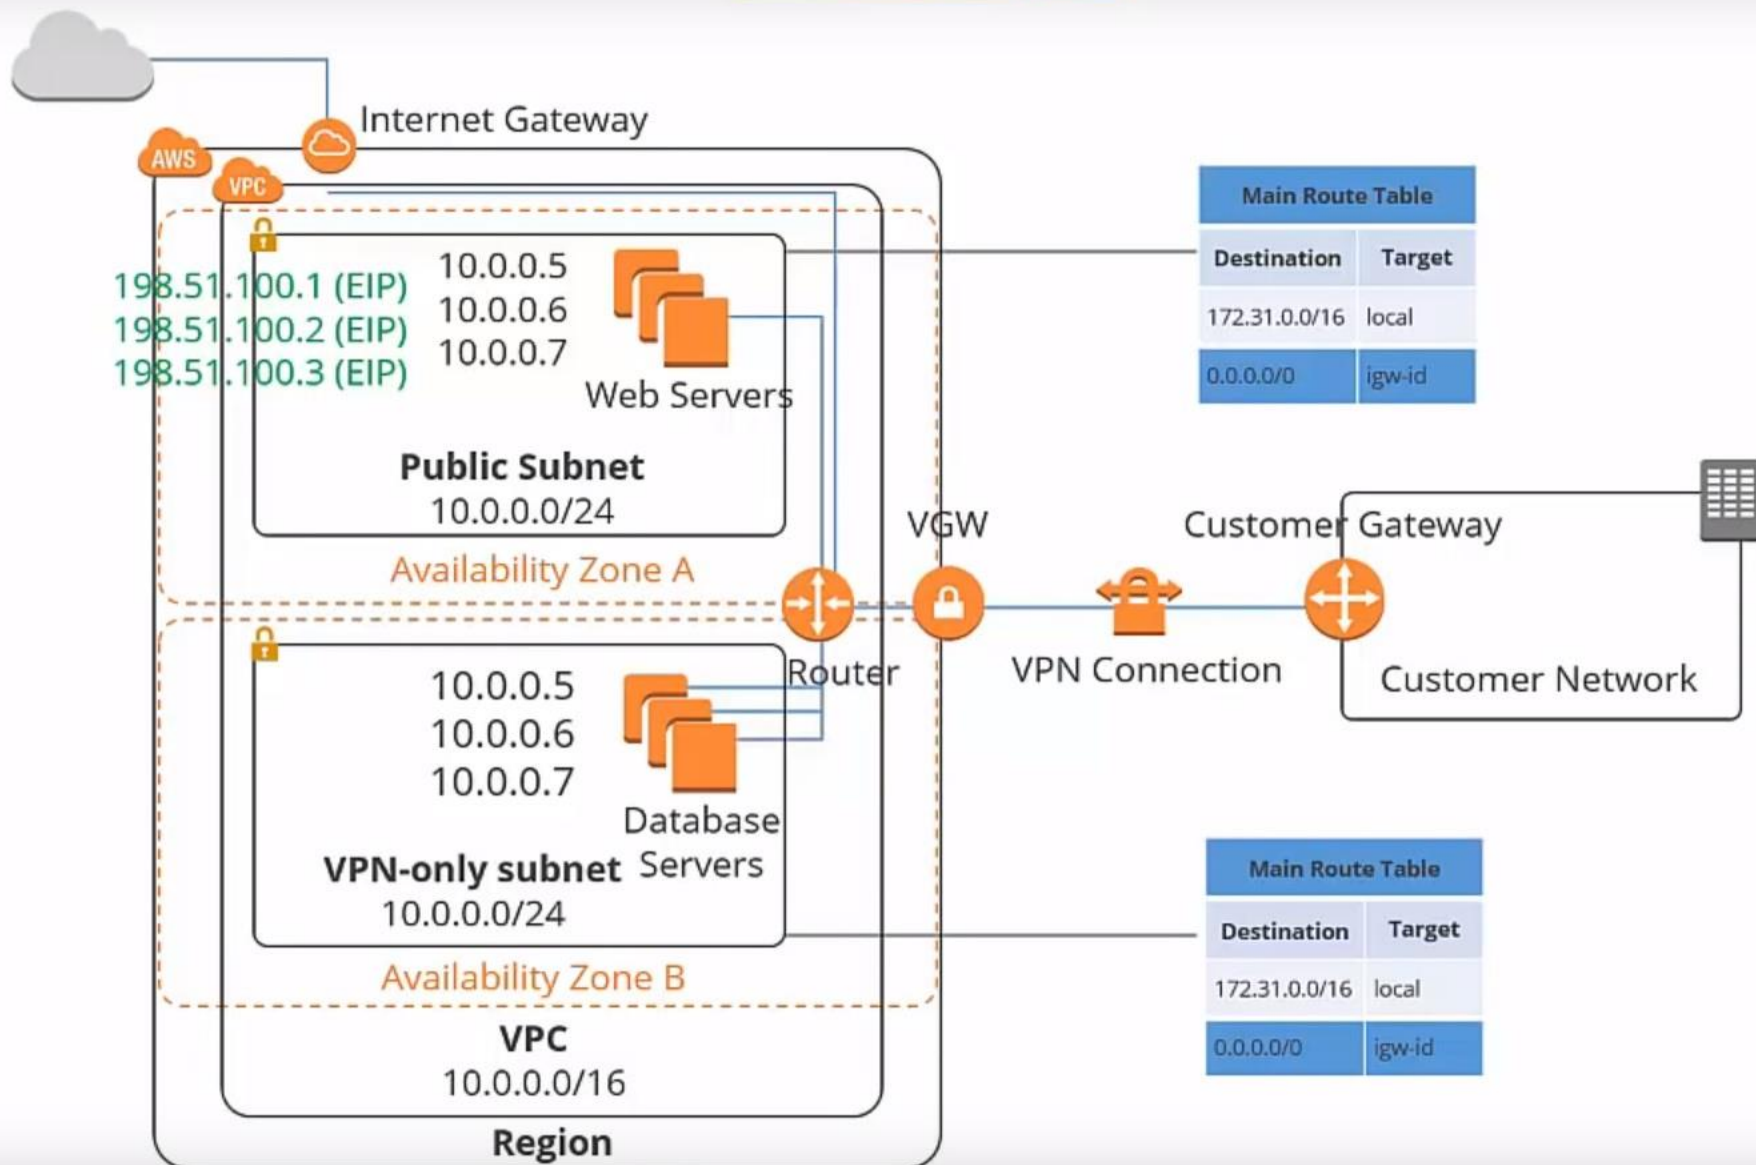 Internet Gateway
AWS
VPC
198.51.100.1 (EIP)
198.51.100.2 (EIP)
198.51.100.3 (EIP)
10.0.0.5
10.0.0.6
10.0.0.7
Web Servers
Public Subnet
10.0.0.0/24
Availability Zone A
Main Route Table
Destination Target
172.31.0.0/16 local
0.0.0.0/0 igw-id
VGW
Customer Gateway
Router
VPN Connection
Customer Network
10.0.0.5
10.0.0.6
10.0.0.7
Database
Servers
VPN-only subnet
10.0.0.0/24
Availability Zone B
Main Route Table
Destination Target
172.31.0.0/16 local
0.0.0.0/0 igw-id
VPC
10.0.0.0/16
Region